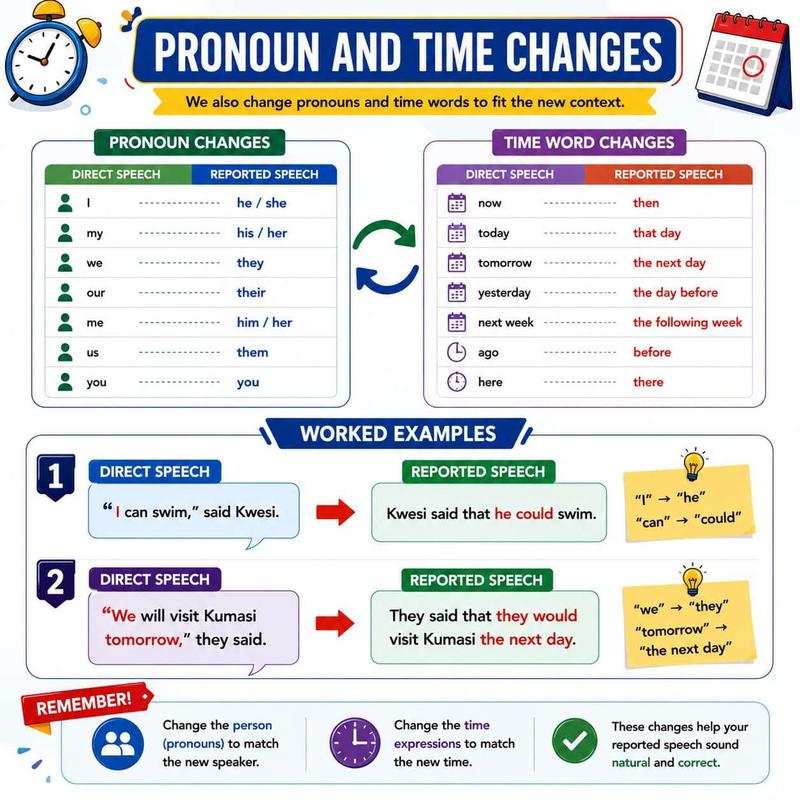 PRONOUN AND TIME CHANGES
We also change pronouns and time words to fit the new context.
PRONOUN CHANGES
DIRECT SPEECH REPORTED SPEECH
I he / she
my his / her
we they
our their
me him / her
us them
you you
TIME WORD CHANGES
DIRECT SPEECH REPORTED SPEECH
now then
today that day
tomorrow the next day
yesterday the day before
next week the following week
ago before
here there
WORKED EXAMPLES
1
DIRECT SPEECH
“I can swim,” said Kwesi.
REPORTED SPEECH
Kwesi said that he could swim.
“I” → “he”
“can” → “could”
2
DIRECT SPEECH
“We will visit Kumasi
tomorrow,” they said.
REPORTED SPEECH
They said that they would
visit Kumasi the next day.
“we” → “they”
“tomorrow” →
“the next day”
REMEMBER!
Change the person
(pronouns) to match
the new speaker.
Change the time
expressions to match
the new time.
These changes help your
reported speech sound
natural and correct.